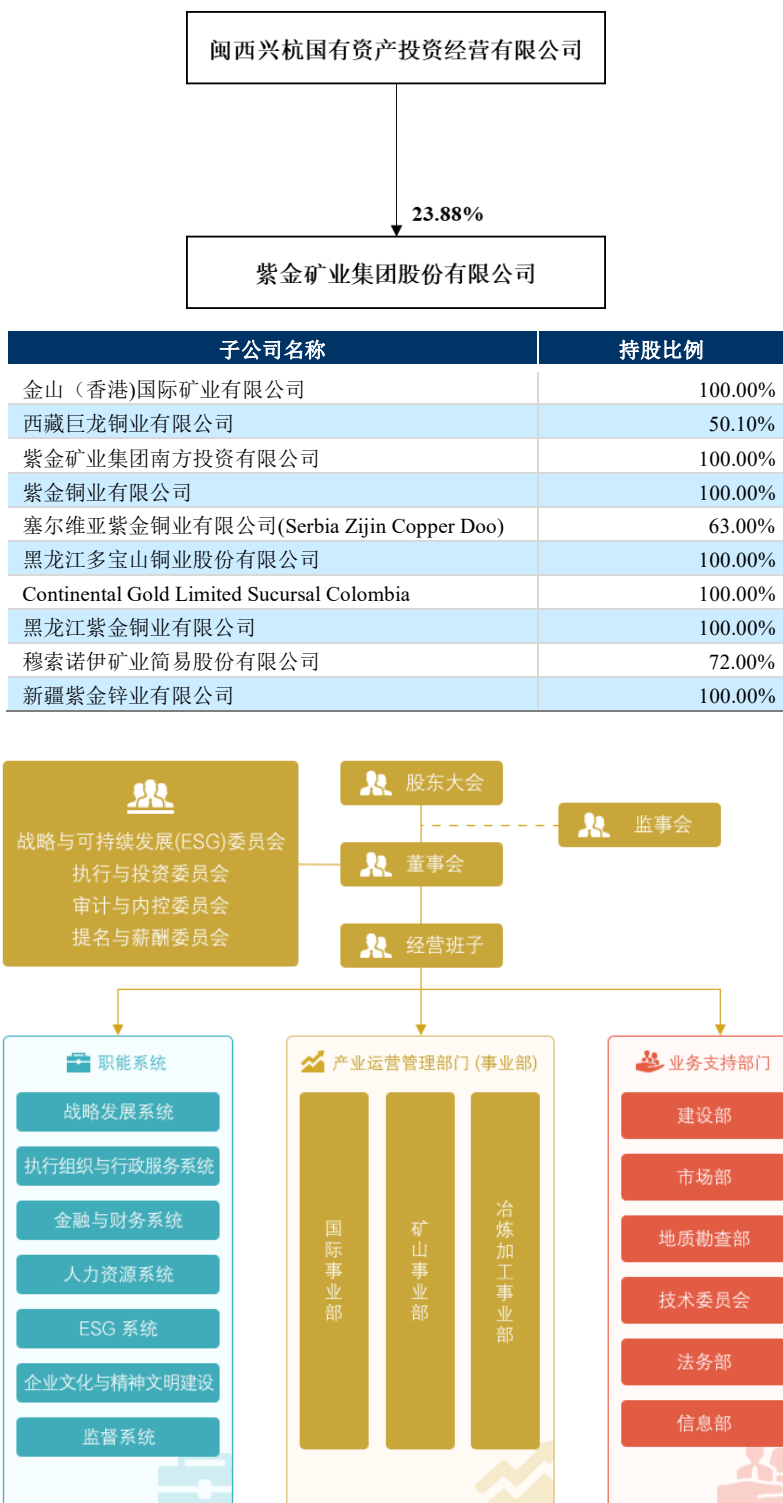 闽西兴杭国有资产投资经营有限公司
23.88%
紫金矿业集团股份有限公司
子公司名称 持股比例
金山（香港)国际矿业有限公司 100.00%
西藏巨龙铜业有限公司 50.10%
紫金矿业集团南方投资有限公司 100.00%
紫金铜业有限公司 100.00%
塞尔维亚紫金铜业有限公司(Serbia Zijin Copper Doo) 63.00%
黑龙江多宝山铜业股份有限公司 100.00%
Continental Gold Limited Sucursal Colombia 100.00%
黑龙江紫金铜业有限公司 100.00%
穆索诺伊矿业简易股份有限公司 72.00%
新疆紫金锌业有限公司 100.00%
股东大会
监事会
战略与可持续发展(ESG)委员会
执行与投资委员会
审计与内控委员会
提名与薪酬委员会
董事会
经营班子
职能系统
战略发展系统
执行组织与行政服务系统
金融与财务系统
人力资源系统
ESG 系统
企业文化与精神文明建设
监督系统
产业运营管理部门 (事业部)
国际事业部
矿山事业部
冶炼加工事业部
业务支持部门
建设部
市场部
地质勘查部
技术委员会
法务部
信息部